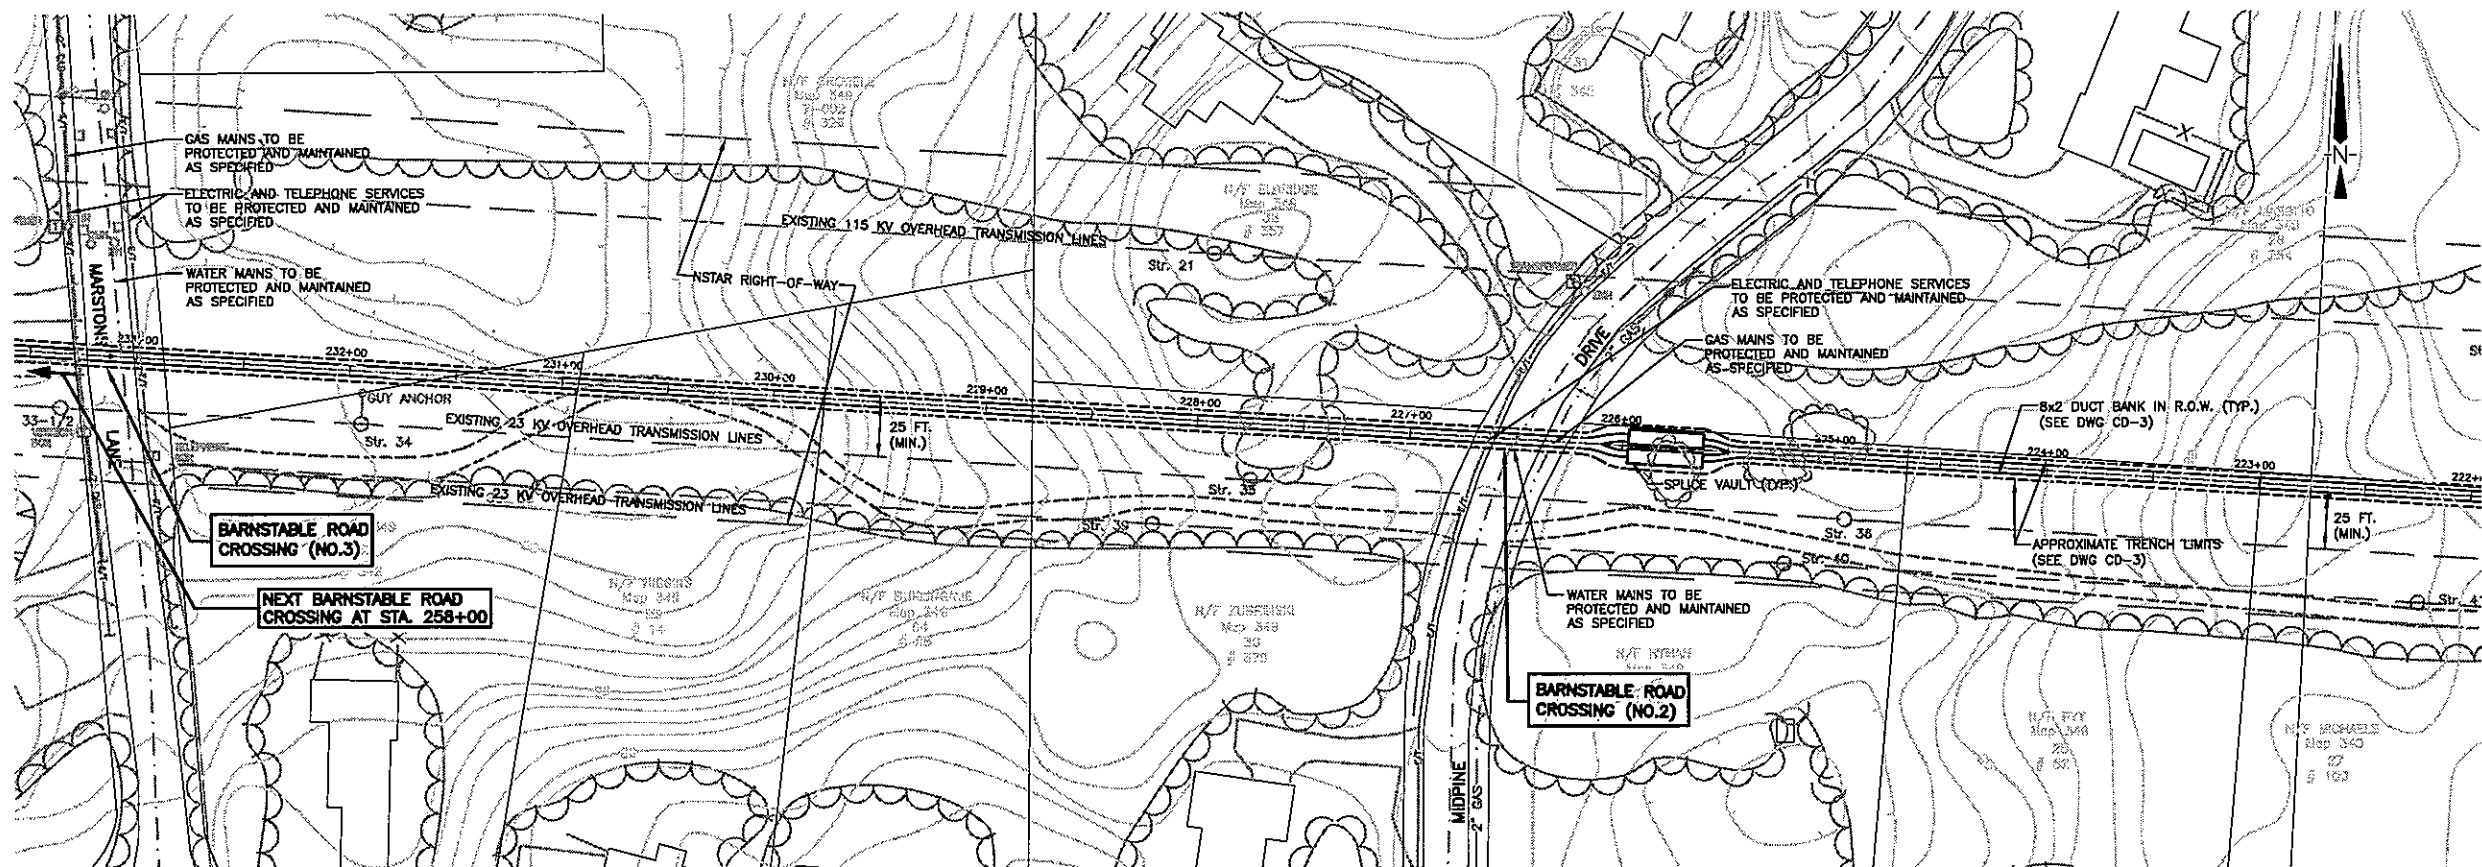 GAS MAINS TO BE
PROTECTED AND MAINTAINED
AS SPECIFIED
ELECTRIC AND TELEPHONE SERVICES
TO BE PROTECTED AND MAINTAINED
AS SPECIFIED
WATER MAINS TO BE
PROTECTED AND MAINTAINED
AS SPECIFIED
MARSTONS
LANE
EXISTING 115 KV OVERHEAD TRANSMISSION LINES
NSTAR RIGHT-OF-WAY
Str. 21
N
ELECTRIC AND TELEPHONE SERVICES
TO BE PROTECTED AND MAINTAINED
AS SPECIFIED
GAS MAINS TO BE
PROTECTED AND MAINTAINED
AS SPECIFIED
DRIVE
2" GAS
232+00
231+00
230+00
229+00
228+00
227+00
226+00
225+00
224+00
223+00
GUY ANCHOR
33-1/2
Str. 34
EXISTING 23 KV OVERHEAD TRANSMISSION LINES
25 FT.
(MIN.)
8x2 DUCT BANK IN R.O.W. (TYP.)
(SEE DWG CD-3)
EXISTING 23 KV OVERHEAD TRANSMISSION LINES
Str. 35
SPLICE VAULT (TYP.)
Str. 39
Str. 38
25 FT.
(MIN.)
APPROXIMATE TRENCH LIMITS
(SEE DWG CD-3)
Str. 40
BARNSTABLE ROAD
CROSSING (NO.3)
NEXT BARNSTABLE ROAD
CROSSING AT STA. 258+00
WATER MAINS TO BE
PROTECTED AND MAINTAINED
AS SPECIFIED
BARNSTABLE ROAD
CROSSING (NO.2)
MIDPINE
2" GAS